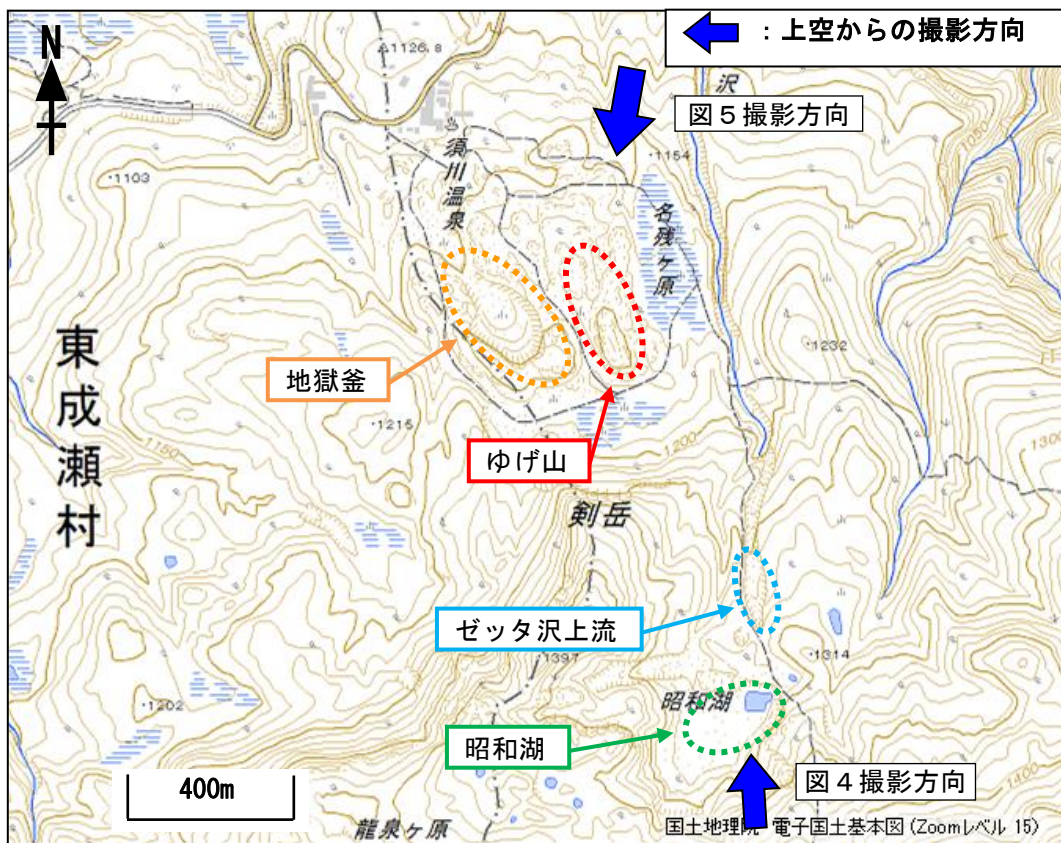 N
：上空からの撮影方向
・1126.8
沢
図５撮影方向
1050
・1154
・1103
須川温泉
名残ヶ原
東成瀬村
・1232
地獄釜
・1215
1150
1200
1300
ゆげ山
剣岳
ゼッタ沢上流
・1397
・1314
昭和湖
・1202
昭和湖
400m
図４撮影方向
1400
龍泉ヶ原
国土地理院 電子国土基本図(Zoomレベル 15)